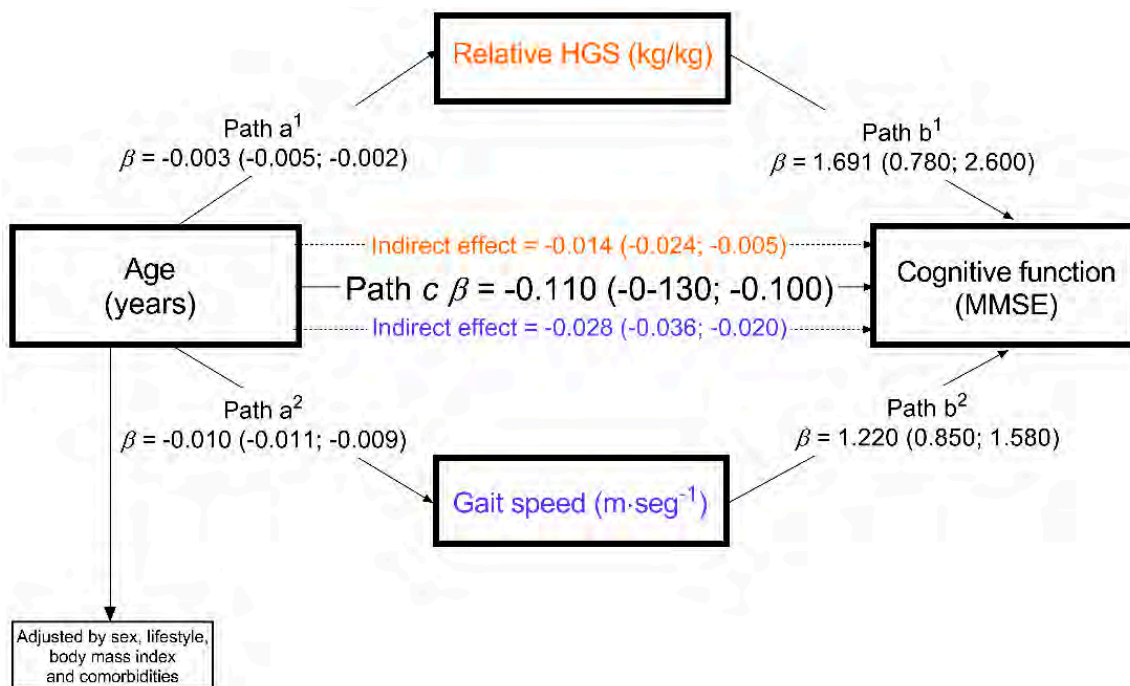 Relative HGS (kg/kg)
Path a¹
β = -0.003 (-0.005; -0.002)
Path b¹
β = 1.691 (0.780; 2.600)
Age
(years)
Indirect effect = -0.014 (-0.024; -0.005)
Path c β = -0.110 (-0-130; -0.100)
Indirect effect = -0.028 (-0.036; -0.020)
Cognitive function
(MMSE)
Path a²
β = -0.010 (-0.011; -0.009)
Path b²
β = 1.220 (0.850; 1.580)
Gait speed (m·seg⁻¹)
Adjusted by sex, lifestyle,
body mass index
and comorbidities